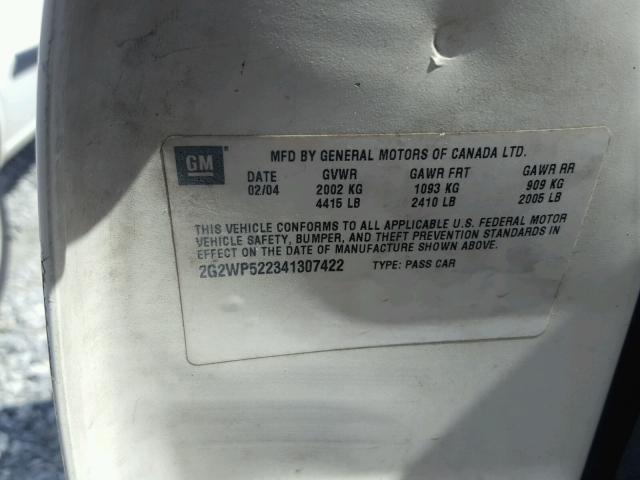 GM
MFD BY GENERAL MOTORS OF CANADA LTD.
DATE GVWR GAWR FRT GAWR RR
02/04 2002 KG 1093 KG 909 KG
4415 LB 2410 LB 2005 LB
THIS VEHICLE CONFORMS TO ALL APPLICABLE U.S. FEDERAL MOTOR
VEHICLE SAFETY, BUMPER, AND THEFT PREVENTION STANDARDS IN
EFFECT ON THE DATE OF MANUFACTURE SHOWN ABOVE.
2G2WP522341307422 TYPE: PASS CAR